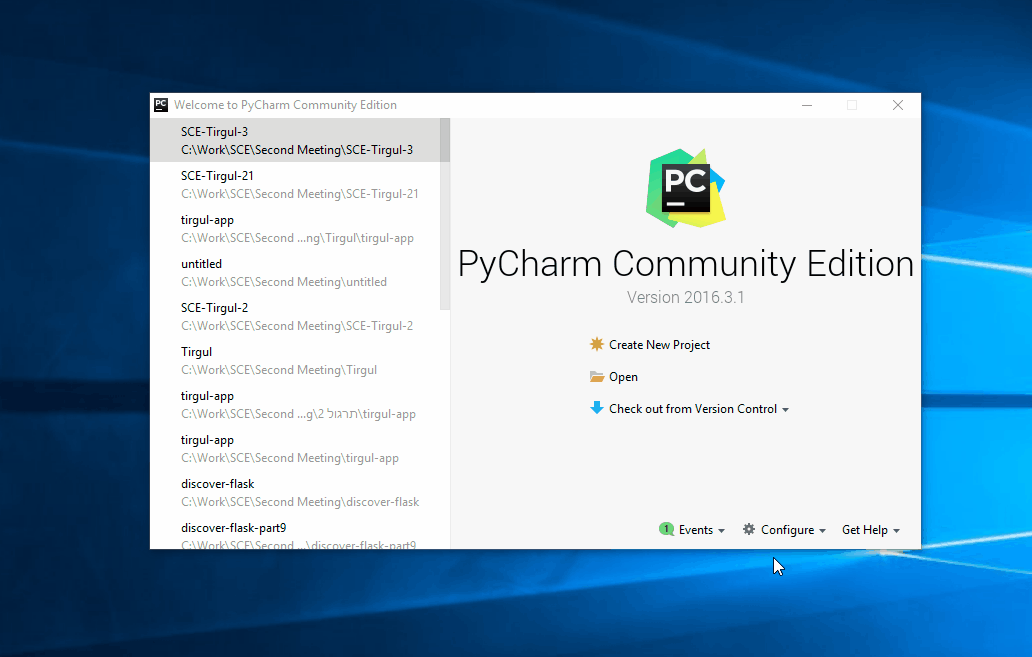 PC Welcome to PyCharm Community Edition
SCE-Tirgul-3
C:\Work\SCE\Second Meeting\SCE-Tirgul-3
SCE-Tirgul-21
C:\Work\SCE\Second Meeting\SCE-Tirgul-21
tirgul-app
C:\Work\SCE\Second ...ng\Tirgul\tirgul-app
untitled
C:\Work\SCE\Second Meeting\untitled
SCE-Tirgul-2
C:\Work\SCE\Second Meeting\SCE-Tirgul-2
Tirgul
C:\Work\SCE\Second Meeting\Tirgul
tirgul-app
C:\Work\SCE\Second ...g\2 תרגול\tirgul-app
tirgul-app
C:\Work\SCE\Second Meeting\tirgul-app
discover-flask
C:\Work\SCE\Second Meeting\discover-flask
discover-flask-part9
C:\Work\SCE\Second ...\discover-flask-part9
PC
PyCharm Community Edition
Version 2016.3.1
Create New Project
Open
Check out from Version Control
1 Events
Configure
Get Help